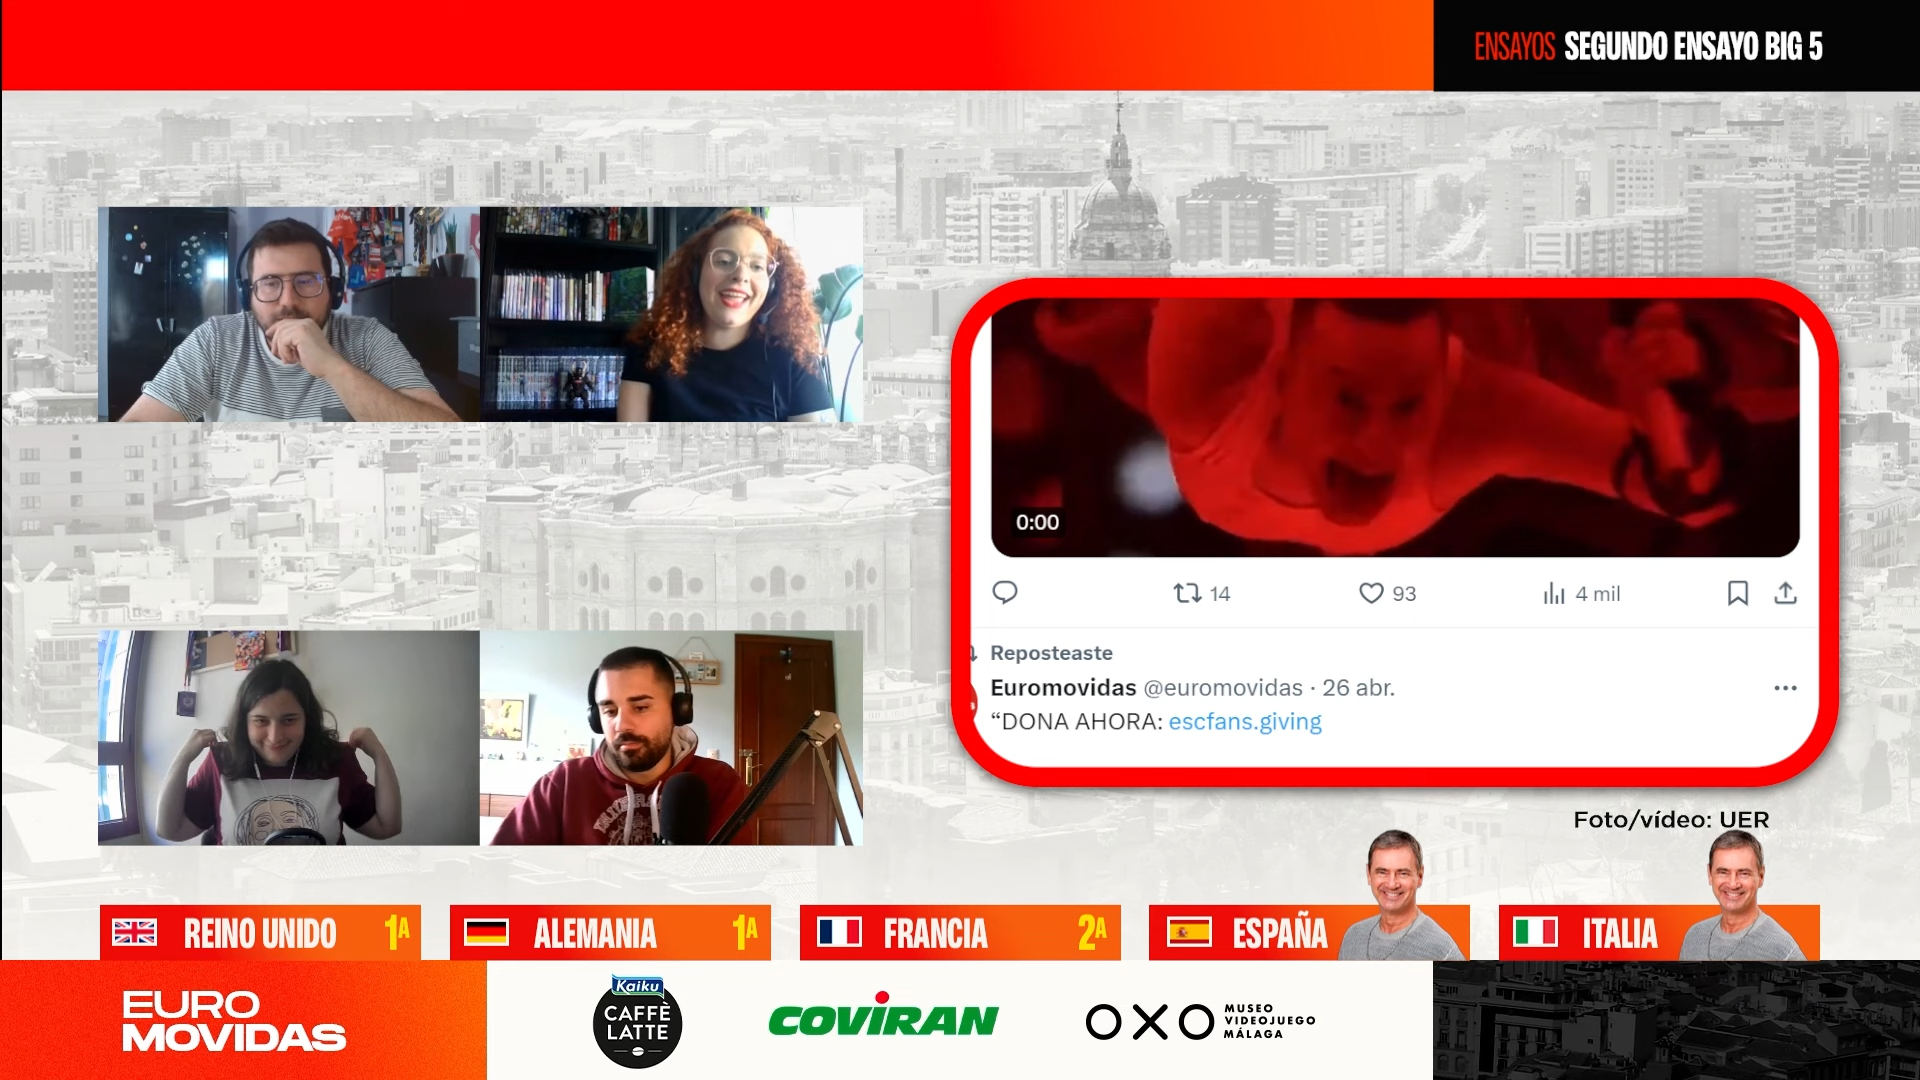 ENSAYOS SEGUNDO ENSAYO BIG 5
0:00
14
93
4 mil
Reposteaste
Euromovidas @euromovidas · 26 abr.
“DONA AHORA: escfans.giving
Foto/vídeo: UER
REINO UNIDO 1ª
ALEMANIA 1ª
FRANCIA 2ª
ESPAÑA
ITALIA
EURO
MOVIDAS
Kaiku
CAFFÈ
LATTE
COVIRAN
OXO
MUSEO
VIDEOJUEGO
MÁLAGA